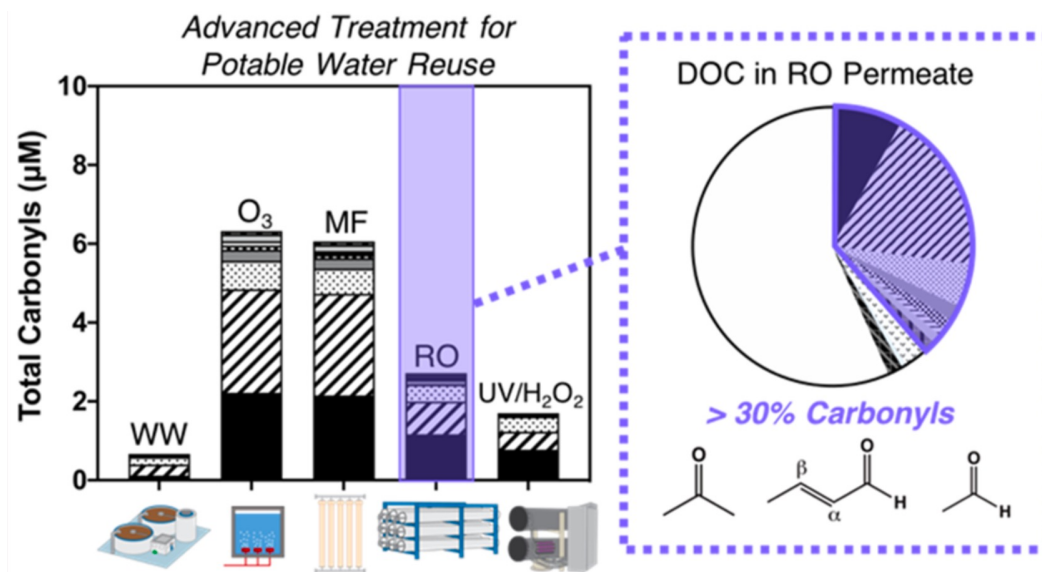 Advanced Treatment for
Potable Water Reuse
Total Carbonyls (µM)
10
8
6
4
2
0
WW
O₃
MF
RO
UV/H₂O₂
DOC in RO Permeate
> 30% Carbonyls
O
β
α
O
H
O
H